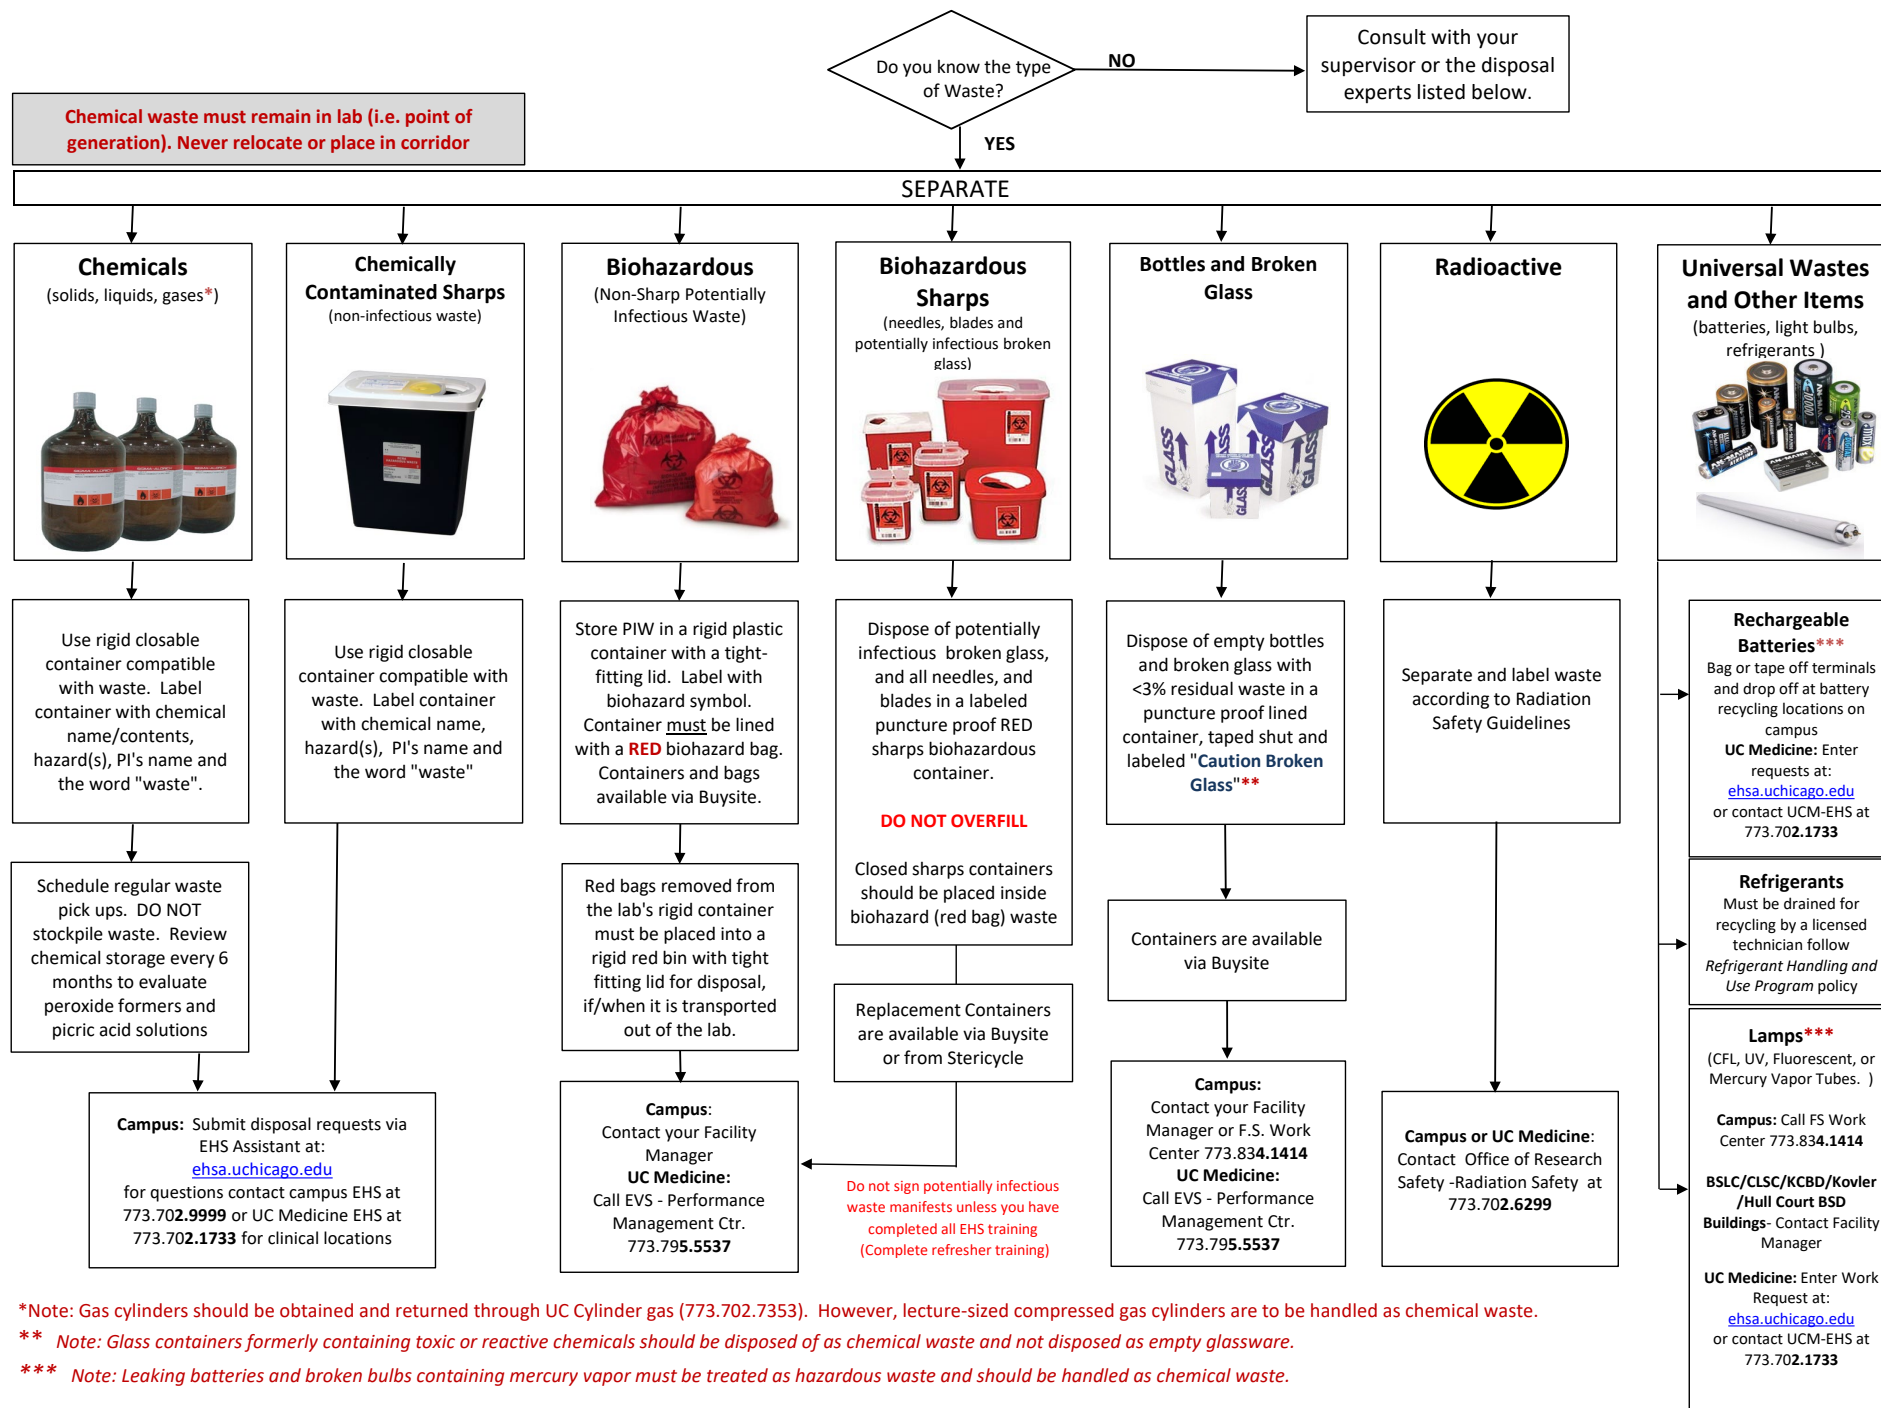 Do you know the type
of Waste?
NO
Consult with your
supervisor or the disposal
experts listed below.
YES
Chemical waste must remain in lab (i.e. point of
generation). Never relocate or place in corridor
SEPARATE
Chemicals
(solids, liquids, gases*)
Use rigid closable
container compatible
with waste. Label
container with chemical
name/contents,
hazard(s), PI's name and
the word "waste".
Schedule regular waste
pick ups. DO NOT
stockpile waste. Review
chemical storage every 6
months to evaluate
peroxide formers and
picric acid solutions
Chemically
Contaminated Sharps
(non-infectious waste)
Use rigid closable
container compatible with
waste. Label container
with chemical name,
hazard(s), PI's name and
the word "waste"
Campus: Submit disposal requests via
EHS Assistant at:
ehsa.uchicago.edu
for questions contact campus EHS at
773.702.9999 or UC Medicine EHS at
773.702.1733 for clinical locations
Biohazardous
(Non-Sharp Potentially
Infectious Waste)
Store PIW in a rigid plastic
container with a tight-
fitting lid. Label with
biohazard symbol.
Container must be lined
with a RED biohazard bag.
Containers and bags
available via Buysite.
Red bags removed from
the lab's rigid container
must be placed into a
rigid red bin with tight
fitting lid for disposal,
if/when it is transported
out of the lab.
Campus:
Contact your Facility
Manager
UC Medicine:
Call EVS - Performance
Management Ctr.
773.795.5537
Biohazardous
Sharps
(needles, blades and
potentially infectious broken
glass)
Dispose of potentially
infectious broken glass,
and all needles, and
blades in a labeled
puncture proof RED
sharps biohazardous
container.
DO NOT OVERFILL
Closed sharps containers
should be placed inside
biohazard (red bag) waste
Replacement Containers
are available via Buysite
or from Stericycle
Do not sign potentially infectious
waste manifests unless you have
completed all EHS training
(Complete refresher training)
Bottles and Broken
Glass
GLASS
GLASS
GLASS
GLASS
Dispose of empty bottles
and broken glass with
<3% residual waste in a
puncture proof lined
container, taped shut and
labeled "Caution Broken
Glass"**
Containers are available
via Buysite
Campus:
Contact your Facility
Manager or F.S. Work
Center 773.834.1414
UC Medicine:
Call EVS - Performance
Management Ctr.
773.795.5537
Radioactive
Separate and label waste
according to Radiation
Safety Guidelines
Campus or UC Medicine:
Contact Office of Research
Safety -Radiation Safety at
773.702.6299
Universal Wastes
and Other Items
(batteries, light bulbs,
refrigerants )
Rechargeable
Batteries***
Bag or tape off terminals
and drop off at battery
recycling locations on
campus
UC Medicine: Enter
requests at:
ehsa.uchicago.edu
or contact UCM-EHS at
773.702.1733
Refrigerants
Must be drained for
recycling by a licensed
technician follow
Refrigerant Handling and
Use Program policy
Lamps***
(CFL, UV, Fluorescent, or
Mercury Vapor Tubes. )
Campus: Call FS Work
Center 773.834.1414
BSLC/CLSC/KCBD/Kovler
/Hull Court BSD
Buildings- Contact Facility
Manager
UC Medicine: Enter Work
Request at:
ehsa.uchicago.edu
or contact UCM-EHS at
773.702.1733
*Note: Gas cylinders should be obtained and returned through UC Cylinder gas (773.702.7353). However, lecture-sized compressed gas cylinders are to be handled as chemical waste.
** Note: Glass containers formerly containing toxic or reactive chemicals should be disposed of as chemical waste and not disposed as empty glassware.
*** Note: Leaking batteries and broken bulbs containing mercury vapor must be treated as hazardous waste and should be handled as chemical waste.